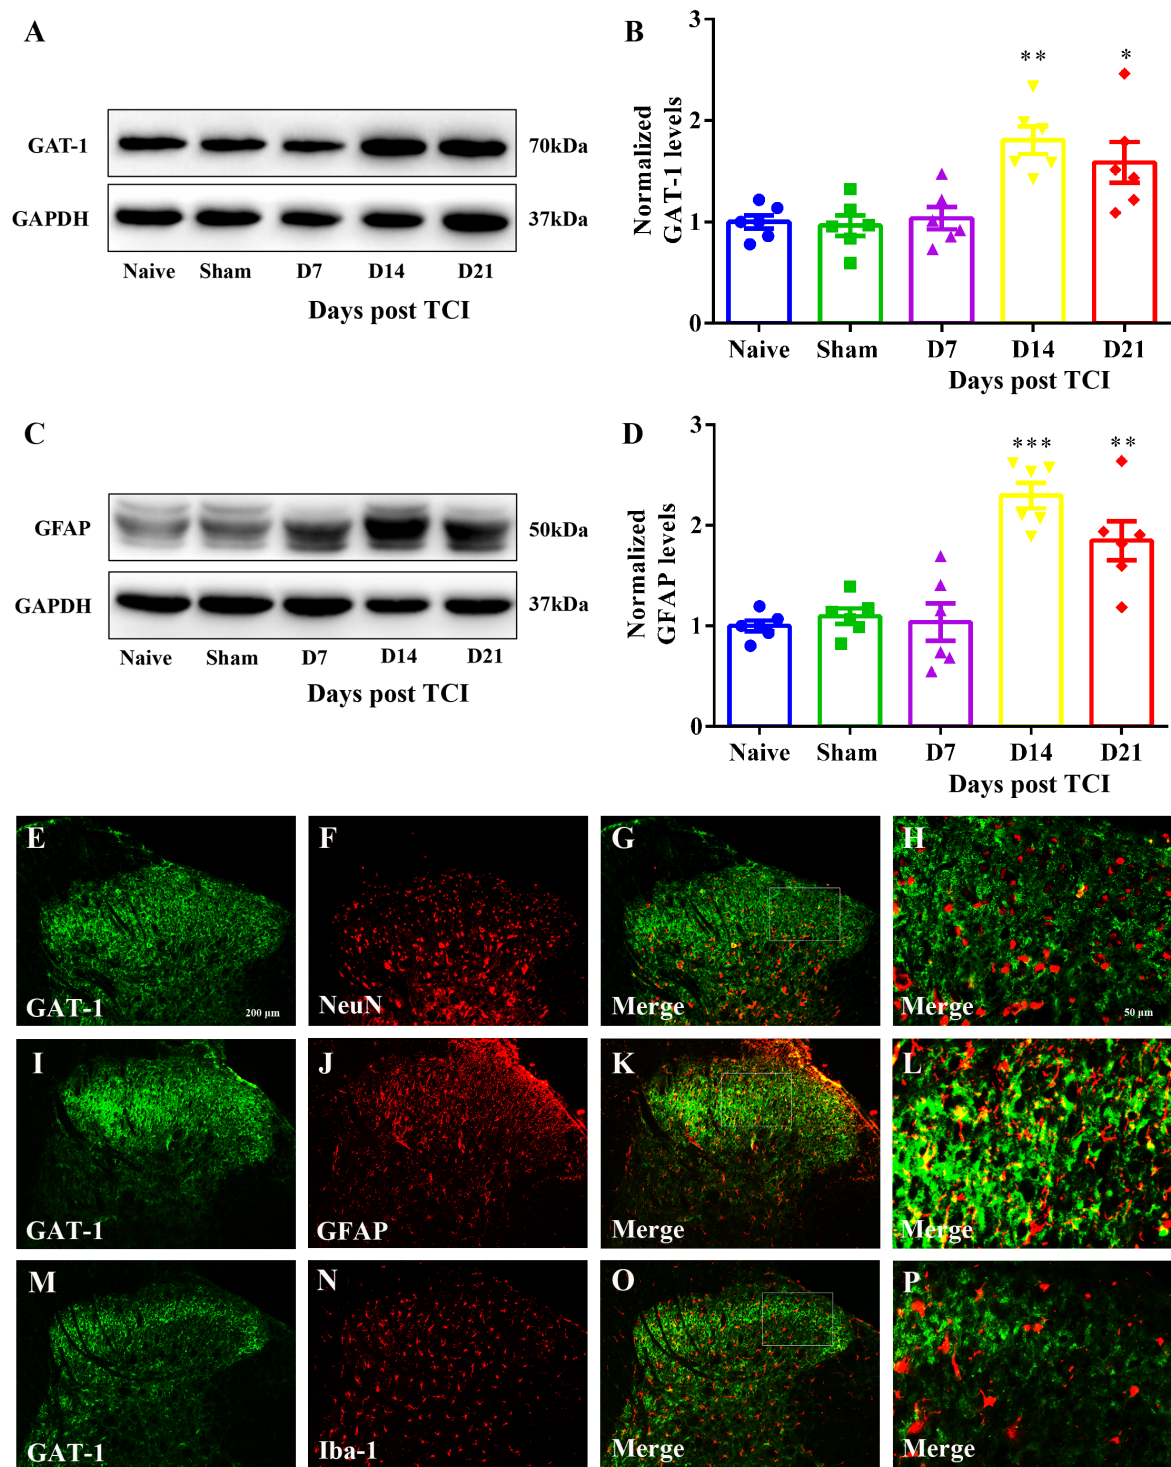 A
GAT-1
70kDa
GAPDH
37kDa
Naive Sham D7 D14 D21
Days post TCI
B
Normalized
GAT-1 levels
3
2
1
0
** *
Naive Sham D7 D14 D21
Days post TCI
C
GFAP
50kDa
GAPDH
37kDa
Naive Sham D7 D14 D21
Days post TCI
D
Normalized
GFAP levels
3
2
1
0
*** **
Naive Sham D7 D14 D21
Days post TCI
E
GAT-1
200 μm
F
NeuN
G
Merge
H
Merge
50 μm
I
GAT-1
J
GFAP
K
Merge
L
Merge
M
GAT-1
N
Iba-1
O
Merge
P
Merge